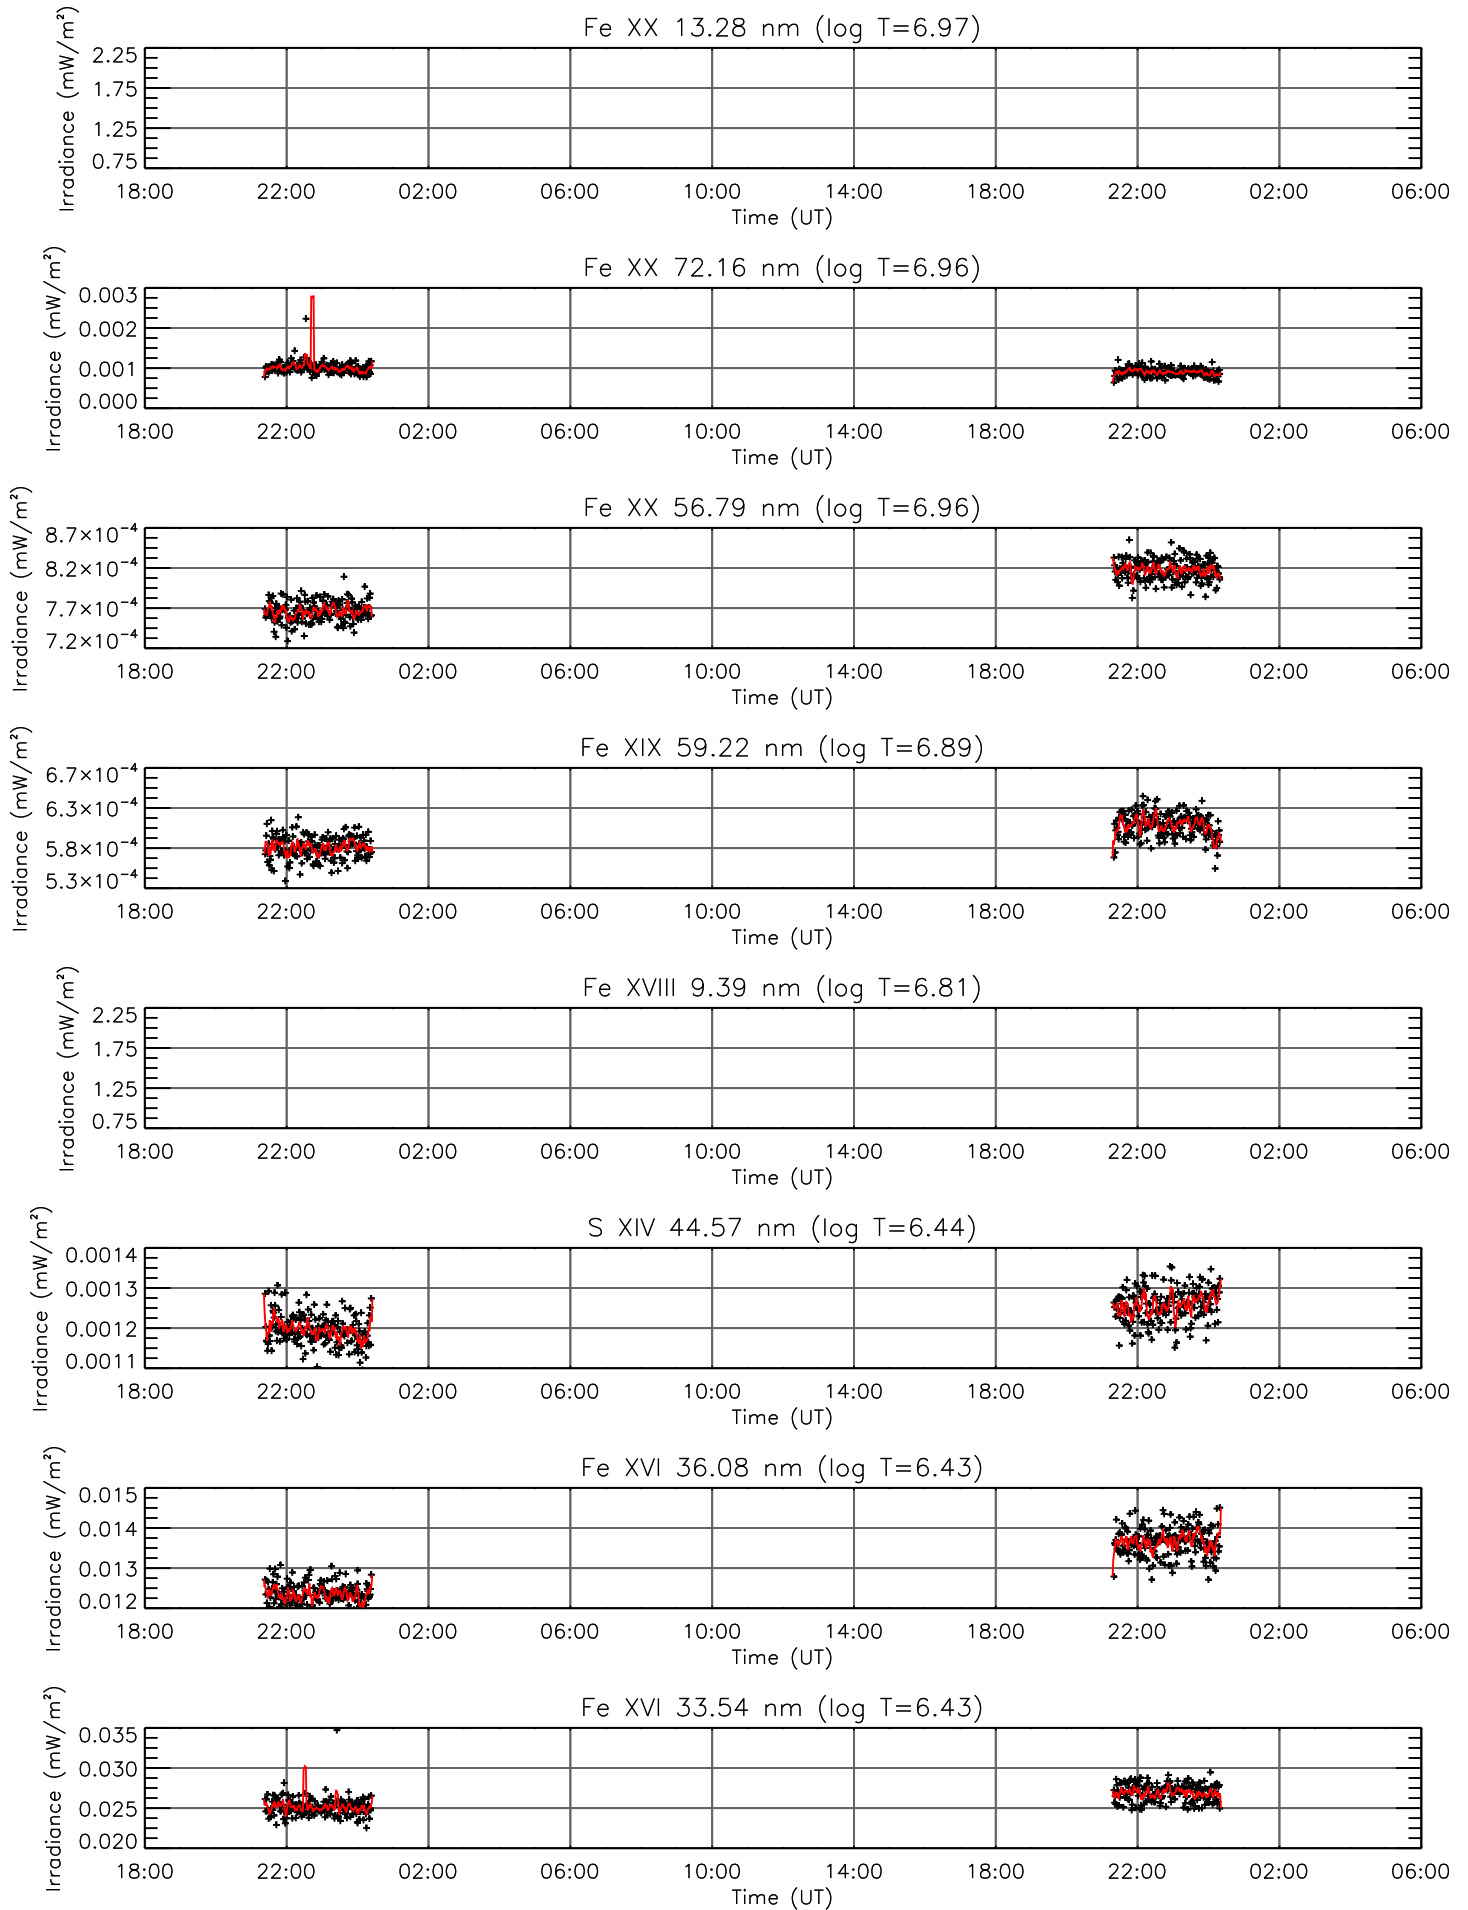 Fe XX 13.28 nm (log T=6.97)
Irradiance (mW/m²)
2.25
1.75
1.25
0.75
18:00 22:00 02:00 06:00 10:00 14:00 18:00 22:00 02:00 06:00
Time (UT)
Fe XX 72.16 nm (log T=6.96)
Irradiance (mW/m²)
0.003
0.002
0.001
0.000
18:00 22:00 02:00 06:00 10:00 14:00 18:00 22:00 02:00 06:00
Time (UT)
Fe XX 56.79 nm (log T=6.96)
Irradiance (mW/m²)
8.7×10⁻⁴
8.2×10⁻⁴
7.7×10⁻⁴
7.2×10⁻⁴
18:00 22:00 02:00 06:00 10:00 14:00 18:00 22:00 02:00 06:00
Time (UT)
Fe XIX 59.22 nm (log T=6.89)
Irradiance (mW/m²)
6.7×10⁻⁴
6.3×10⁻⁴
5.8×10⁻⁴
5.3×10⁻⁴
18:00 22:00 02:00 06:00 10:00 14:00 18:00 22:00 02:00 06:00
Time (UT)
Fe XVIII 9.39 nm (log T=6.81)
Irradiance (mW/m²)
2.25
1.75
1.25
0.75
18:00 22:00 02:00 06:00 10:00 14:00 18:00 22:00 02:00 06:00
Time (UT)
S XIV 44.57 nm (log T=6.44)
Irradiance (mW/m²)
0.0014
0.0013
0.0012
0.0011
18:00 22:00 02:00 06:00 10:00 14:00 18:00 22:00 02:00 06:00
Time (UT)
Fe XVI 36.08 nm (log T=6.43)
Irradiance (mW/m²)
0.015
0.014
0.013
0.012
18:00 22:00 02:00 06:00 10:00 14:00 18:00 22:00 02:00 06:00
Time (UT)
Fe XVI 33.54 nm (log T=6.43)
Irradiance (mW/m²)
0.035
0.030
0.025
0.020
18:00 22:00 02:00 06:00 10:00 14:00 18:00 22:00 02:00 06:00
Time (UT)